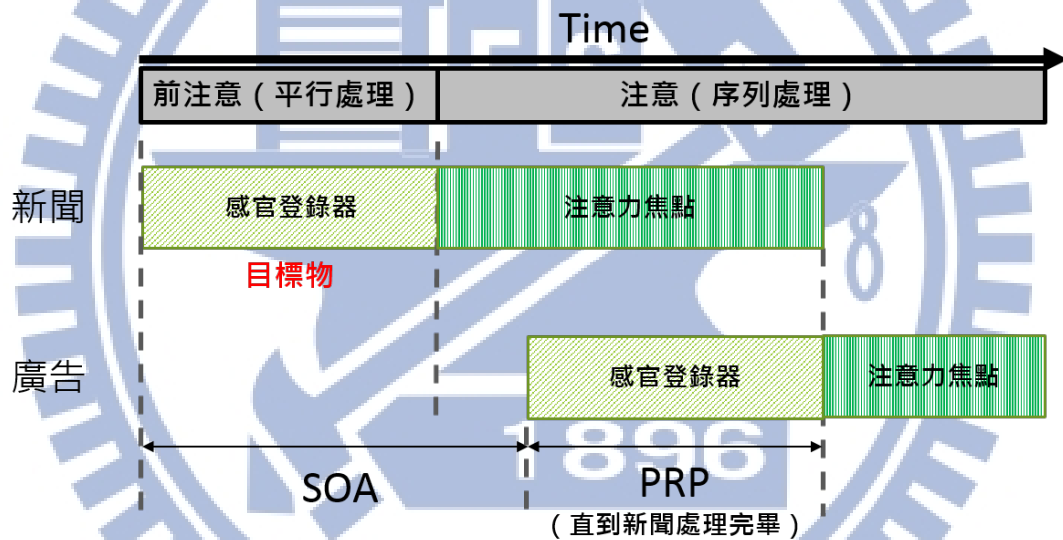 Time
前注意（平行處理） 注意（序列處理）
新聞 感官登錄器 注意力焦點
目標物
廣告 感官登錄器 注意力焦點
1896
SOA PRP
（直到新聞處理完畢）